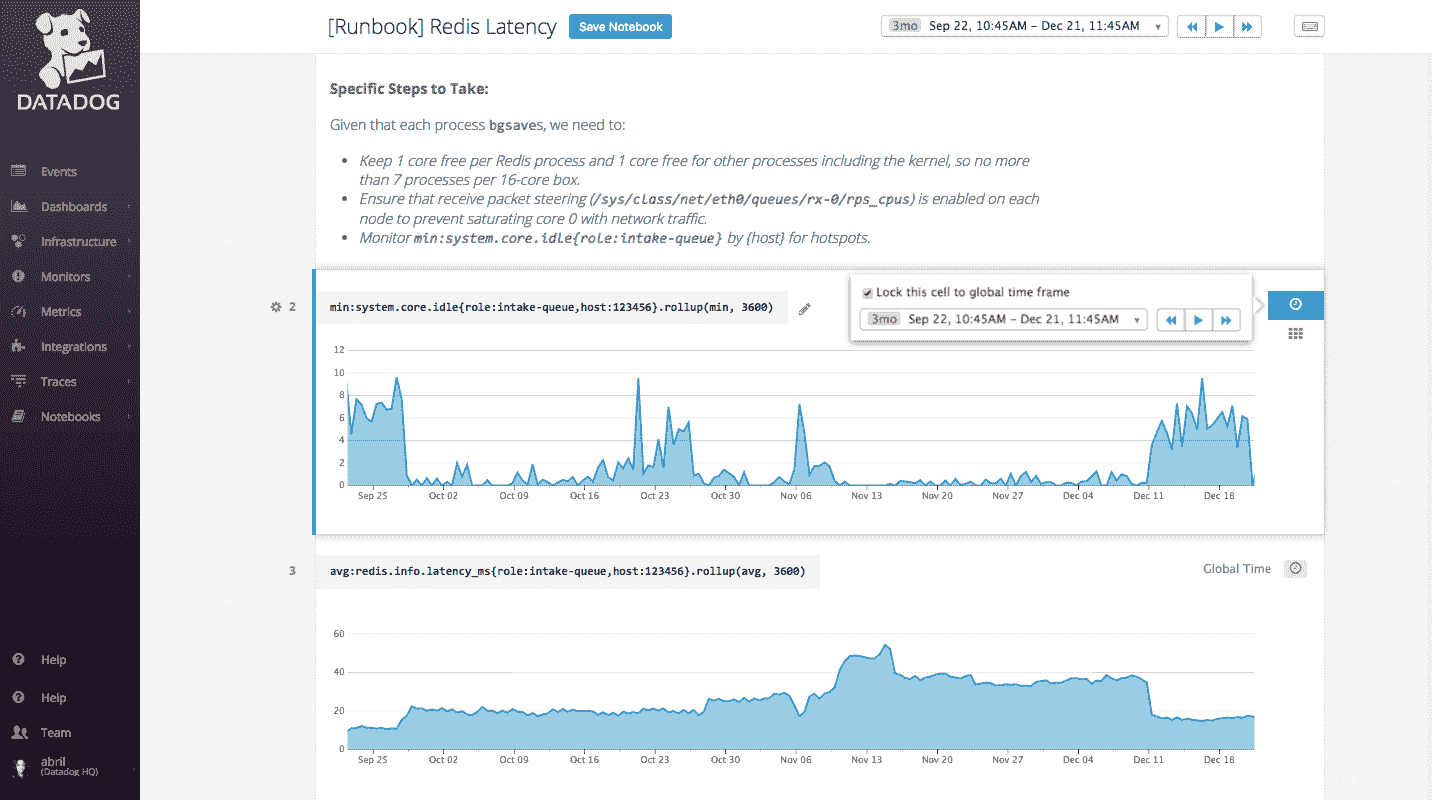 DATADOG
Events
Dashboards
Infrastructure
Monitors
Metrics
Integrations
Traces
Notebooks
Help
Help
Team
abril
(Datadog HQ)
[Runbook] Redis Latency
Save Notebook
3mo Sep 22, 10:45AM – Dec 21, 11:45AM
Specific Steps to Take:
Given that each process bgsaves, we need to:
• Keep 1 core free per Redis process and 1 core free for other processes including the kernel, so no more
than 7 processes per 16-core box.
• Ensure that receive packet steering (/sys/class/net/eth0/queues/rx-0/rps_cpus) is enabled on each
node to prevent saturating core 0 with network traffic.
• Monitor min:system.core.idle{role:intake-queue} by {host} for hotspots.
2
min:system.core.idle{role:intake-queue,host:123456}.rollup(min, 3600)
Lock this cell to global time frame
3mo Sep 22, 10:45AM – Dec 21, 11:45AM
12
10
8
6
4
2
0
Sep 25 Oct 02 Oct 09 Oct 16 Oct 23 Oct 30 Nov 06 Nov 13 Nov 20 Nov 27 Dec 04 Dec 11 Dec 18
3
avg:redis.info.latency_ms{role:intake-queue,host:123456}.rollup(avg, 3600)
Global Time
60
40
20
0
Sep 25 Oct 02 Oct 09 Oct 16 Oct 23 Oct 30 Nov 06 Nov 13 Nov 20 Nov 27 Dec 04 Dec 11 Dec 18